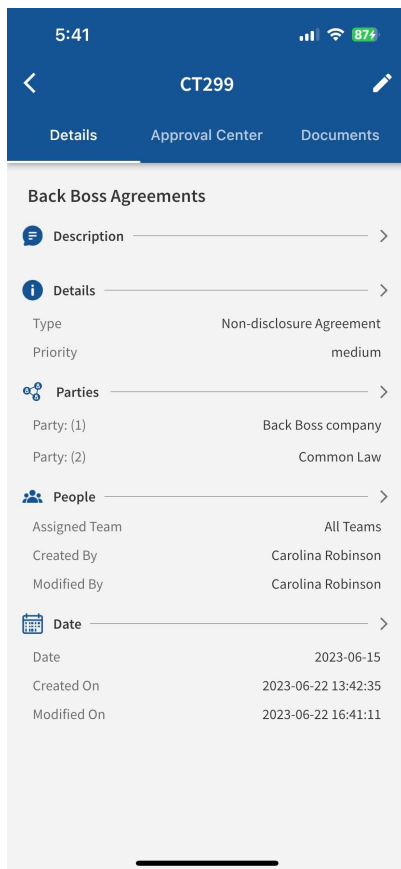 5:41
87
CT299
Details Approval Center Documents
Back Boss Agreements
Description
Details
Type Non-disclosure Agreement
Priority medium
Parties
Party: (1) Back Boss company
Party: (2) Common Law
People
Assigned Team All Teams
Created By Carolina Robinson
Modified By Carolina Robinson
Date
Date 2023-06-15
Created On 2023-06-22 13:42:35
Modified On 2023-06-22 16:41:11